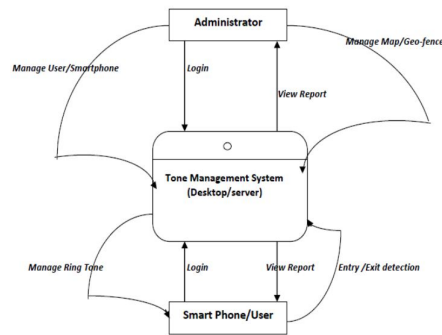 Administrator
Manage User/Smartphone
Login
Manage Map/Geo-fence
View Report
Tone Management System
(Desktop/server)
Manage Ring Tone
Login
View Report
Entry /Exit detection
Smart Phone/User